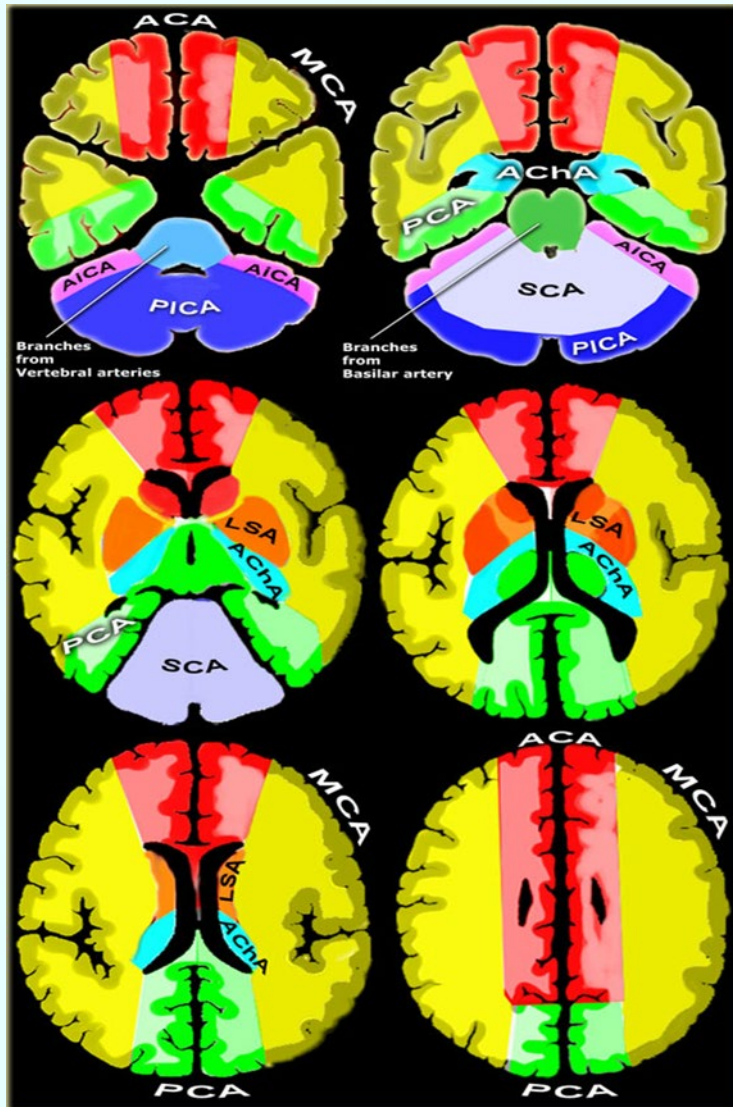 ACA
MCA
AICA
AICA
PICA
Branches
from
Vertebral arteries
AChA
PCA
AICA
SCA
PICA
Branches
from
Basilar artery
LSA
AChA
PCA
SCA
LSA
AChA
MCA
LSA
AChA
PCA
ACA
MCA
PCA